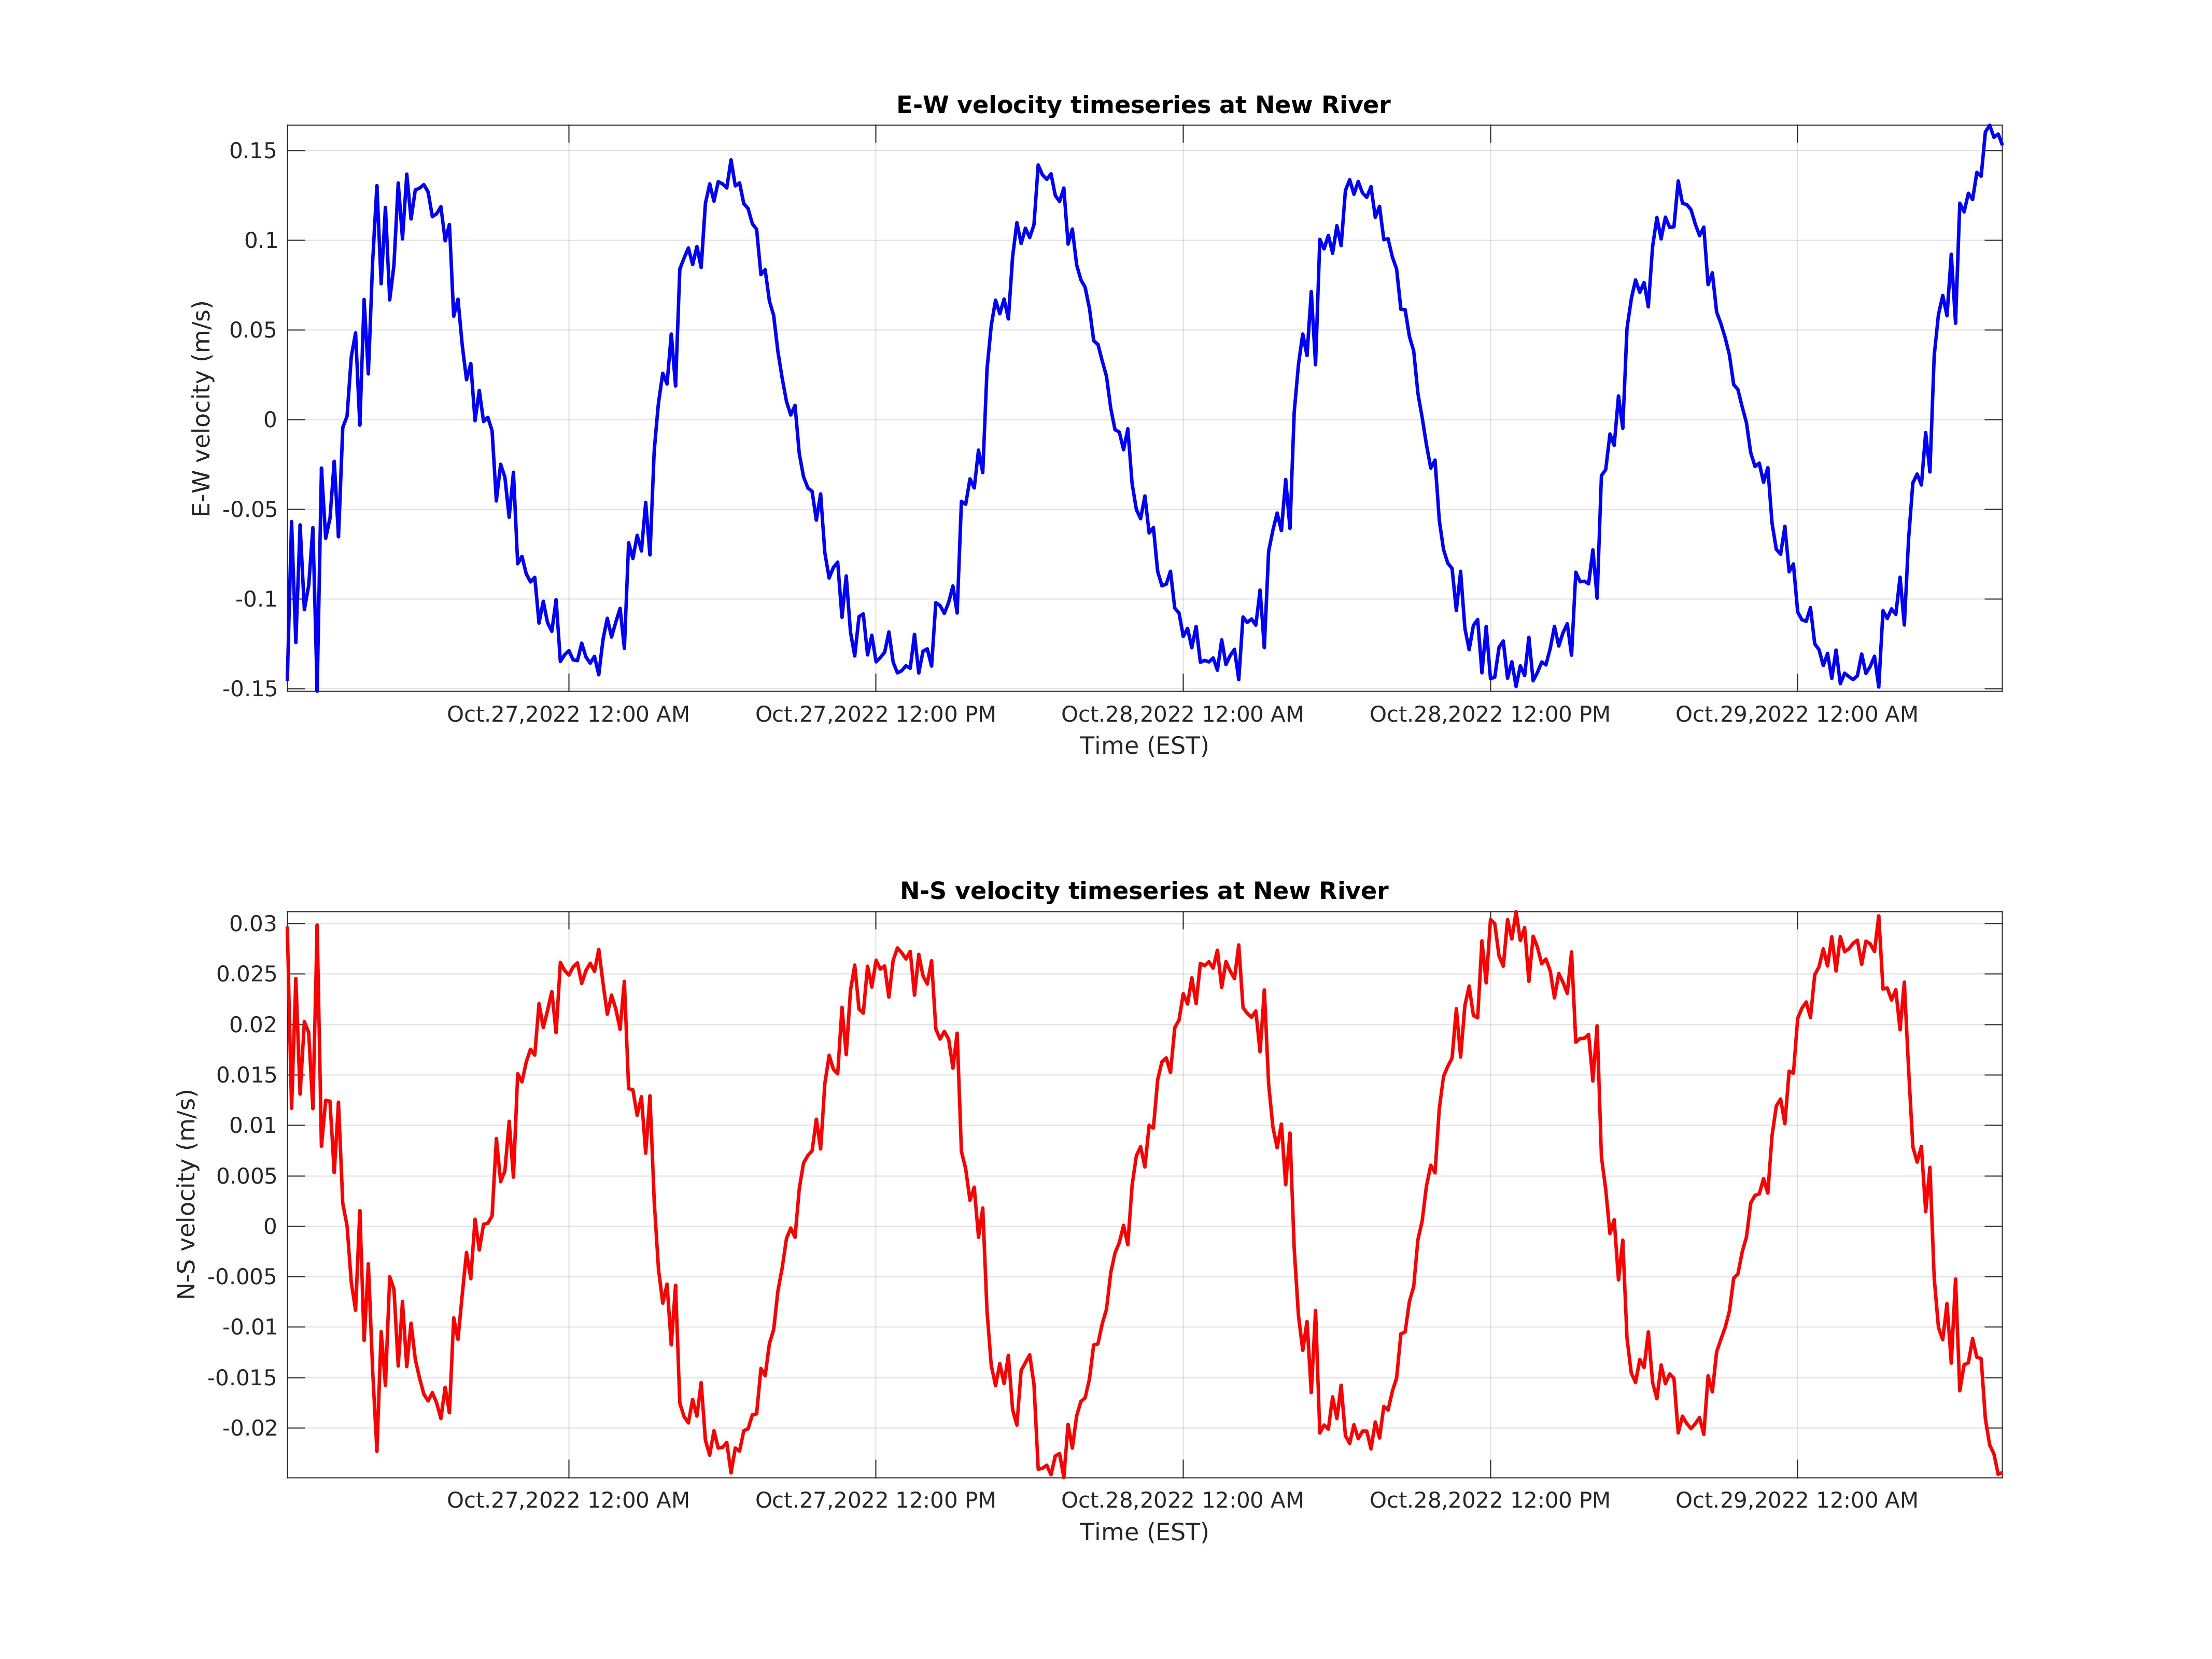 E-W velocity timeseries at New River
0.15
0.1
0.05
0
-0.05
-0.1
-0.15
E-W velocity (m/s)
Oct.27,2022 12:00 AM Oct.27,2022 12:00 PM Oct.28,2022 12:00 AM Oct.28,2022 12:00 PM Oct.29,2022 12:00 AM
Time (EST)
N-S velocity timeseries at New River
0.03
0.025
0.02
0.015
0.01
0.005
0
-0.005
-0.01
-0.015
-0.02
N-S velocity (m/s)
Oct.27,2022 12:00 AM Oct.27,2022 12:00 PM Oct.28,2022 12:00 AM Oct.28,2022 12:00 PM Oct.29,2022 12:00 AM
Time (EST)